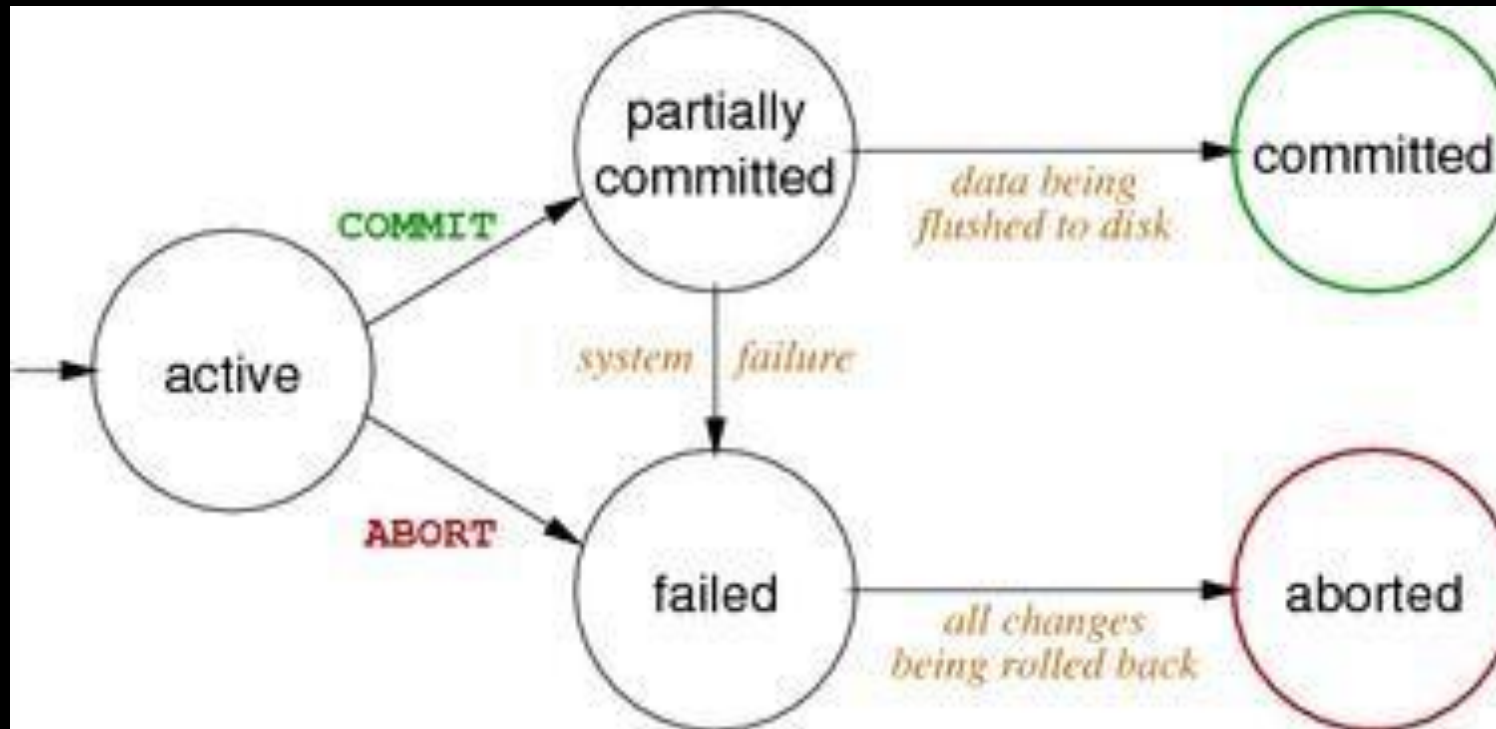 partially
committed
committed
data being
flushed to disk
COMMIT
active
system failure
ABORT
failed
aborted
all changes
being rolled back